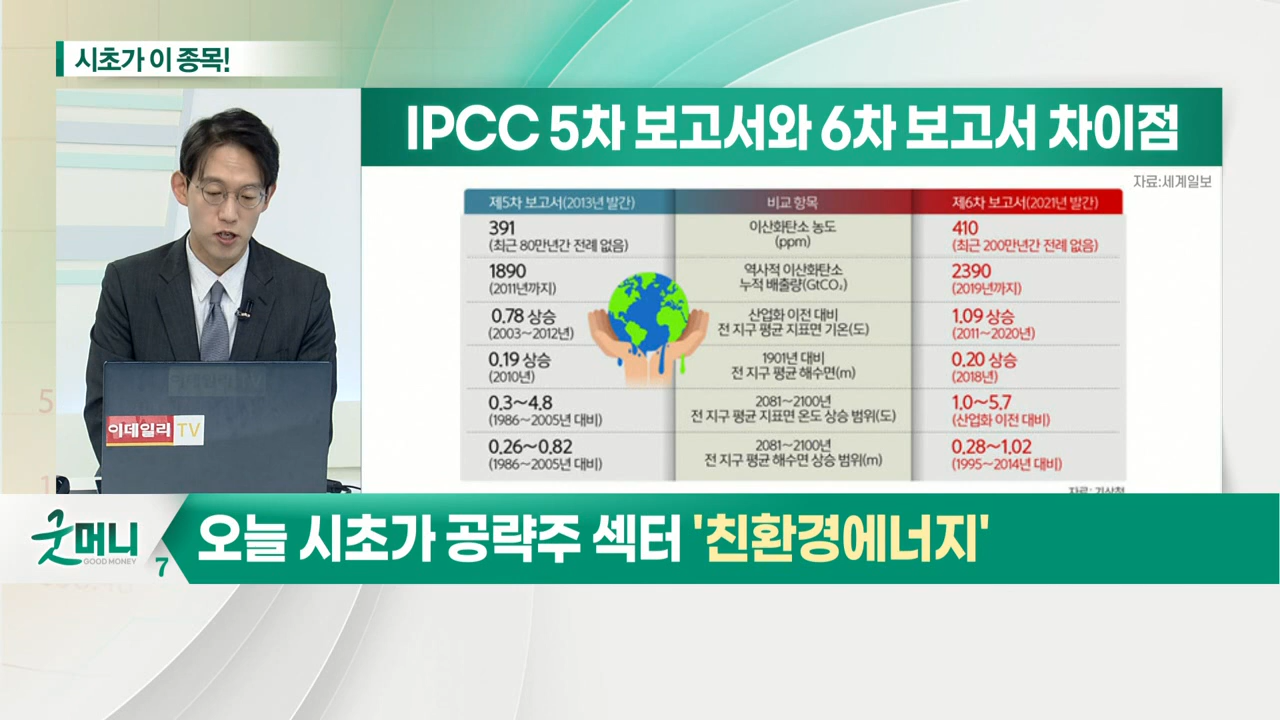 시초가 이 종목!
IPCC 5차 보고서와 6차 보고서 차이점
자료:세계일보
제5차 보고서(2013년 발간) 비교 항목 제6차 보고서(2021년 발간)
391 이산화탄소 농도 410
(최근 80만년간 전례 없음) (ppm) (최근 200만년간 전례 없음)
1890 역사적 이산화탄소 2390
(2011년까지) 누적 배출량(GtCO₂) (2019년까지)
0.78 상승 산업화 이전 대비 1.09 상승
(2003~2012년) 전 지구 평균 지표면 기온(도) (2011~2020년)
0.19 상승 1901년 대비 0.20 상승
(2010년) 전 지구 평균 해수면(m) (2018년)
0.3~4.8 2081~2100년 1.0~5.7
(1986~2005년 대비) 전 지구 평균 지표면 온도 상승 범위(도) (산업화 이전 대비)
0.26~0.82 2081~2100년 0.28~1.02
(1986~2005년 대비) 전 지구 평균 해수면 상승 범위(m) (1995~2014년 대비)
이데일리 TV
굿머니
GOOD MONEY
7
오늘 시초가 공략주 섹터 '친환경에너지'